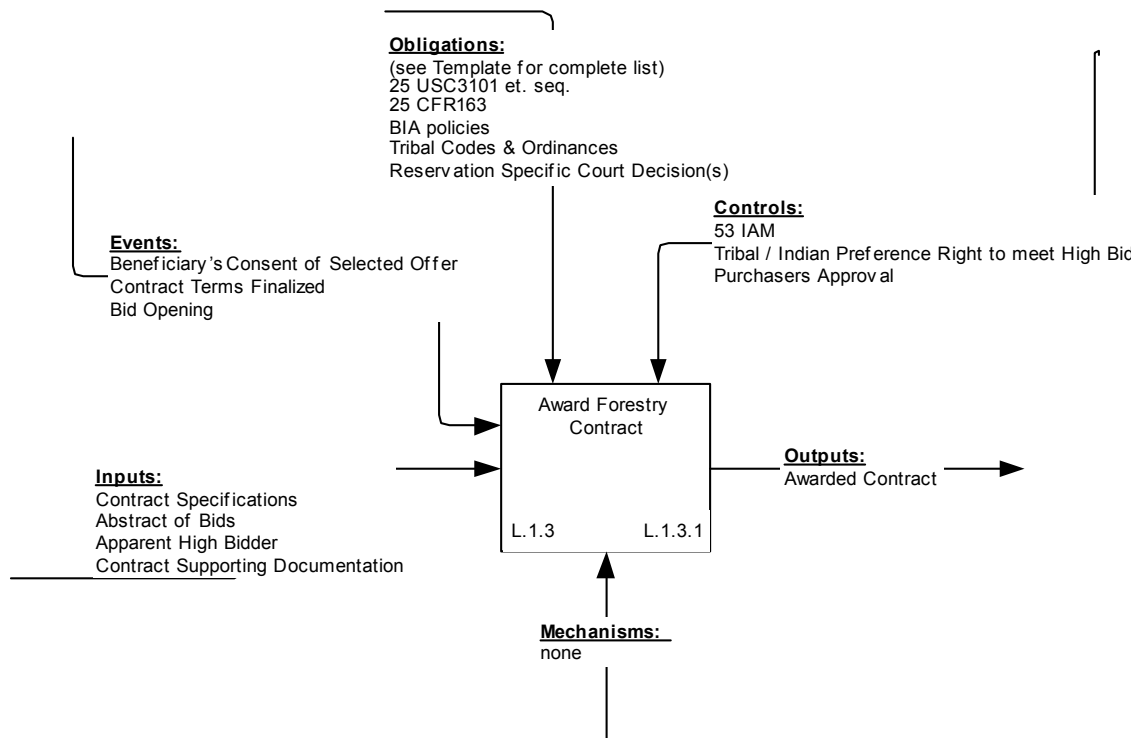 Obligations:
(see Template for complete list)
25 USC3101 et. seq.
25 CFR163
BIA policies
Tribal Codes & Ordinances
Reservation Specific Court Decision(s)
Controls:
53 IAM
Tribal / Indian Preference Right to meet High Bid
Purchasers Approval
Events:
Beneficiary's Consent of Selected Offer
Contract Terms Finalized
Bid Opening
Award Forestry
Contract
L.1.3
L.1.3.1
Inputs:
Contract Specifications
Abstract of Bids
Apparent High Bidder
Contract Supporting Documentation
Outputs:
Awarded Contract
Mechanisms:
none